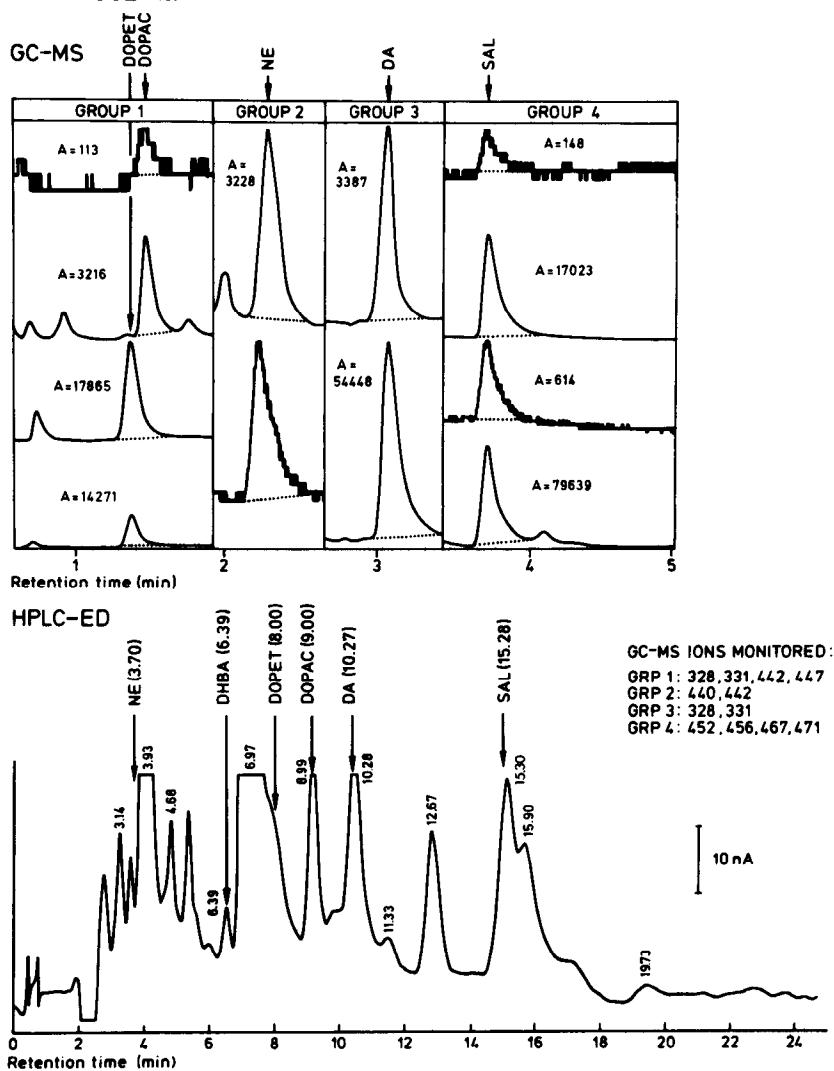 GC-MS
DOPET
DOPAC
NE
DA
SAL
GROUP 1
GROUP 2
GROUP 3
GROUP 4
A=113
A=3216
A=17865
A=14271
A=
3228
A=
3387
A=
54448
A=148
A=17023
A=614
A=79639
1
2
3
4
5
Retention time (min)
HPLC-ED
NE (3.70)
DHBA (6.39)
DOPET (8.00)
DOPAC (9.00)
DA (10.27)
SAL (15.28)
GC-MS IONS MONITORED:
GRP 1: 328,331,442,447
GRP 2: 440,442
GRP 3: 328,331
GRP 4: 452,456,467,471
3.14
3.93
4.68
6.39
6.97
8.99
10.28
11.33
12.67
15.30
15.90
19.73
10 nA
0 2 4 6 8 10 12 14 16 18 20 22 24
Retention time (min)